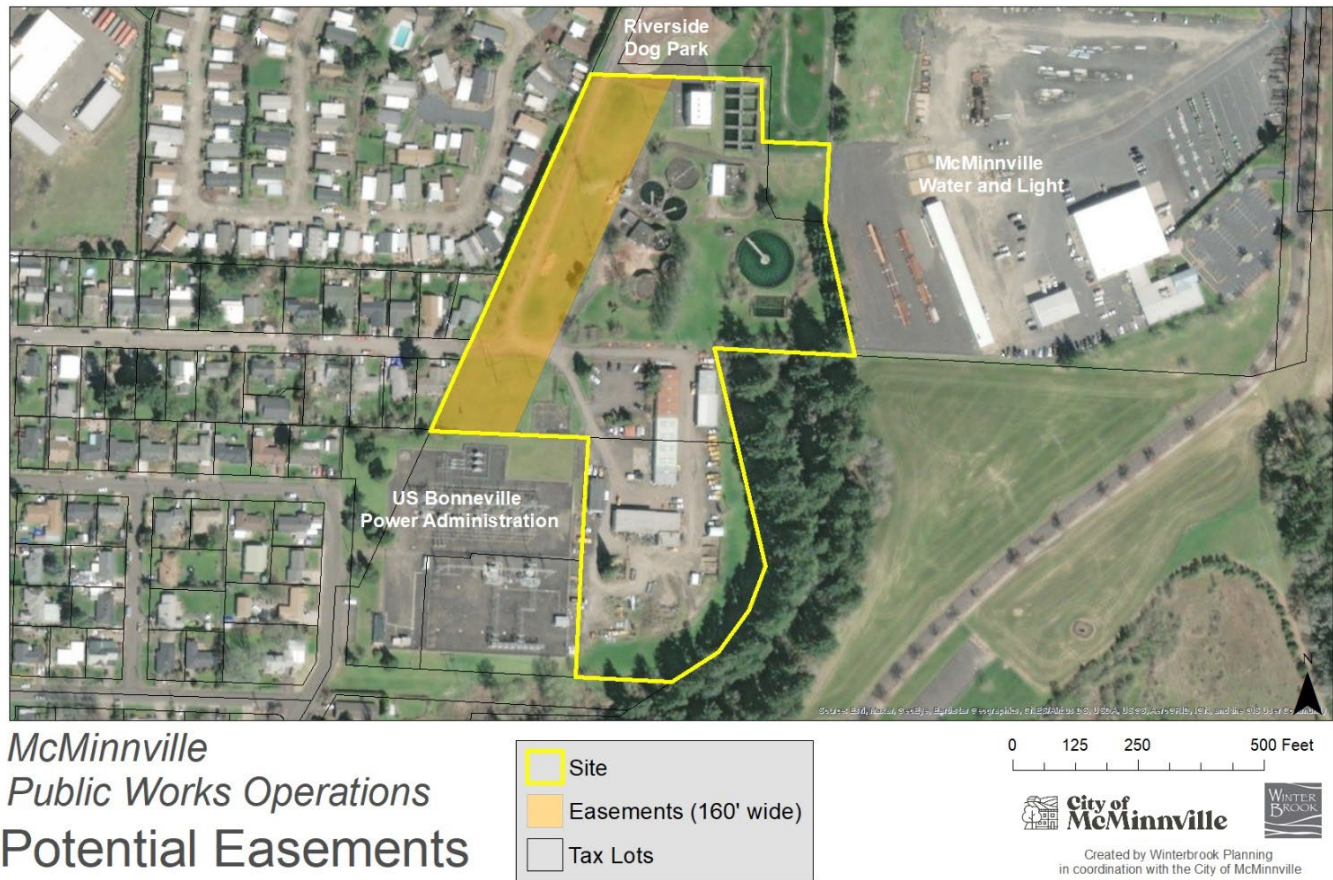 Riverside
Dog Park
McMinnville
Water and Light
US Bonneville
Power Administration
N
McMinnville
Public Works Operations
Potential Easements
Site
Easements (160' wide)
Tax Lots
0 125 250 500 Feet
City of
McMinnville
WINTER
BROOK
Created by Winterbrook Planning
in coordination with the City of McMinnville